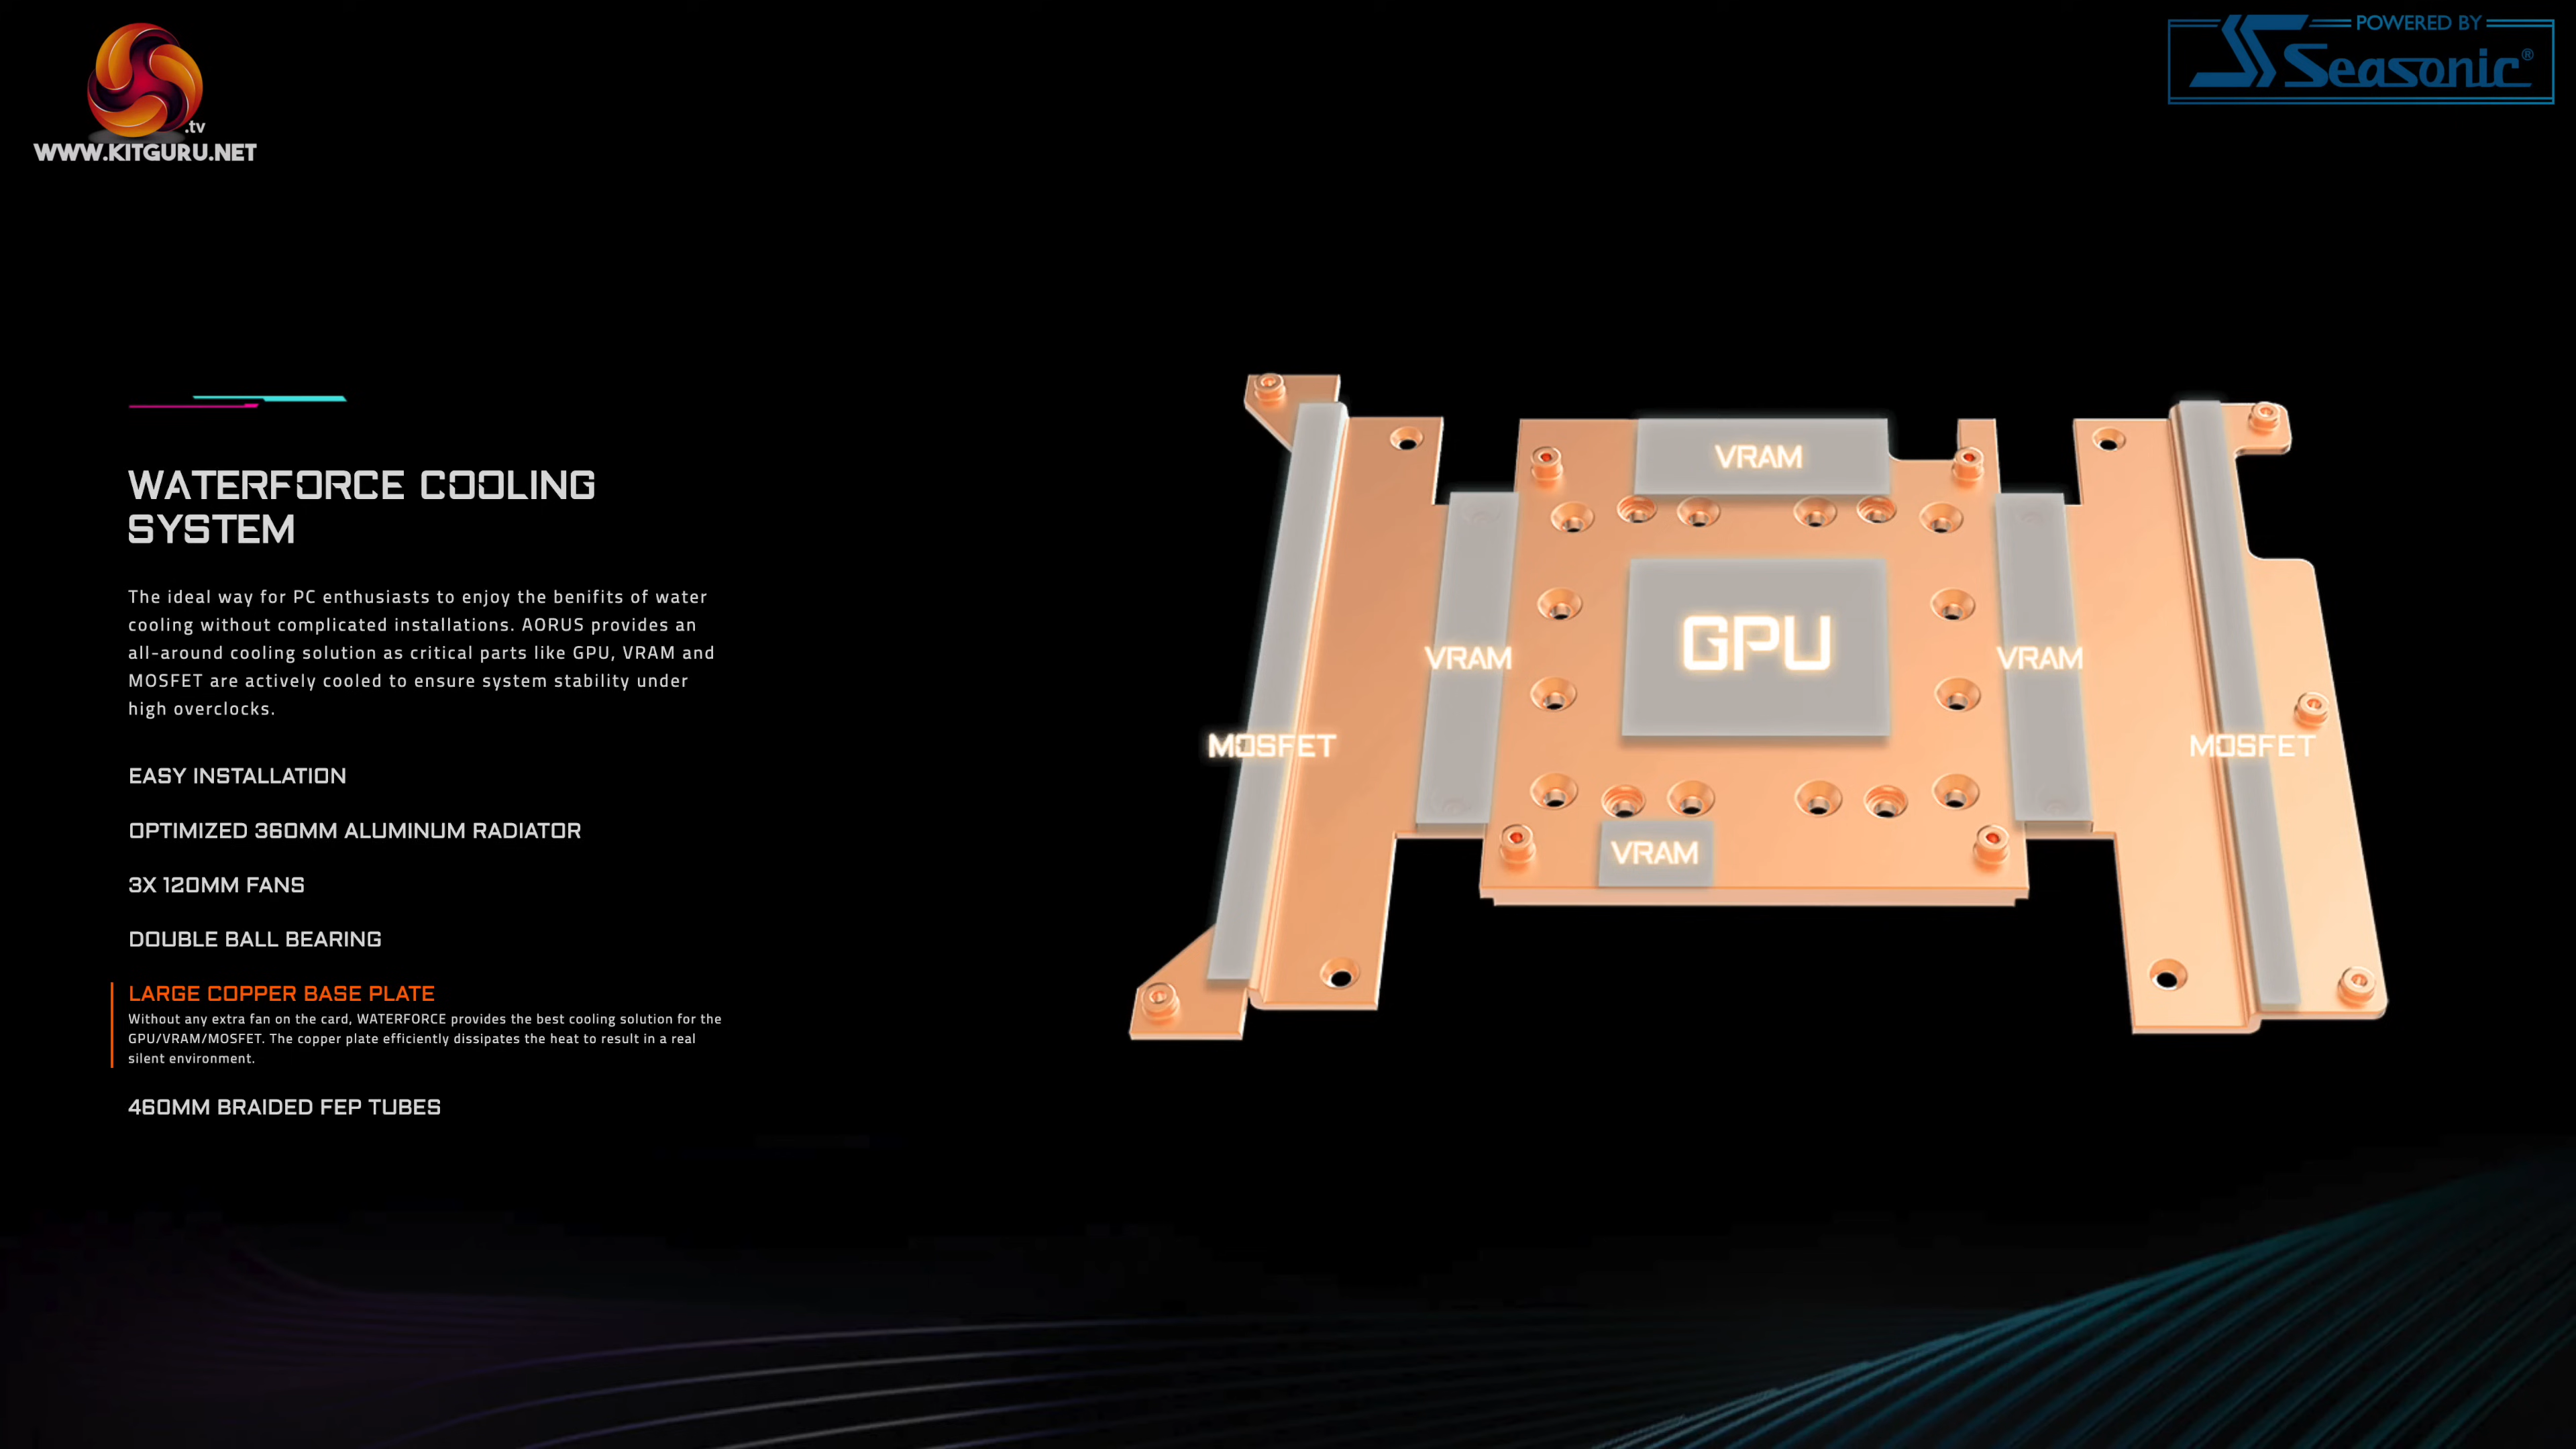 .tv
WWW.KITGURU.NET
POWERED BY
Seasonic®
WATERFORCE COOLING
SYSTEM
The ideal way for PC enthusiasts to enjoy the benifits of water
cooling without complicated installations. AORUS provides an
all-around cooling solution as critical parts like GPU, VRAM and
MOSFET are actively cooled to ensure system stability under
high overclocks.
EASY INSTALLATION
OPTIMIZED 360MM ALUMINUM RADIATOR
3X 120MM FANS
DOUBLE BALL BEARING
LARGE COPPER BASE PLATE
Without any extra fan on the card, WATERFORCE provides the best cooling solution for the
GPU/VRAM/MOSFET. The copper plate efficiently dissipates the heat to result in a real
silent environment.
460MM BRAIDED FEP TUBES
VRAM
GPU
VRAM
VRAM
MOSFET
MOSFET
VRAM